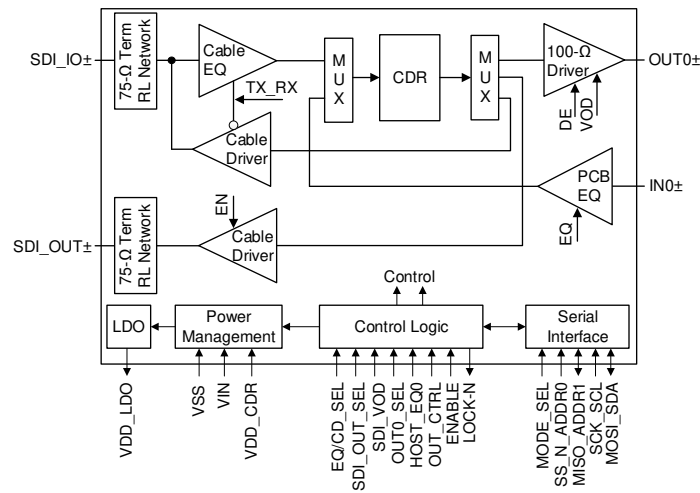 SDI_IO±
75-Ω Term
RL Network
Cable
EQ
TX_RX
Cable
Driver
M
U
X
CDR
M
U
X
100-Ω
Driver
OUT0±
DE
VOD
PCB
EQ
IN0±
EQ
SDI_OUT±
75-Ω Term
RL Network
EN
Cable
Driver
Control
LDO
Power
Management
Control Logic
Serial
Interface
VDD_LDO
VSS
VIN
VDD_CDR
EQ/CD_SEL
SDI_OUT_SEL
SDI_VOD
OUT0_SEL
HOST_EQ0
OUT_CTRL
ENABLE
LOCK-N
MODE_SEL
SS_N_ADDR0
MISO_ADDR1
SCK_SCL
MOSI_SDA